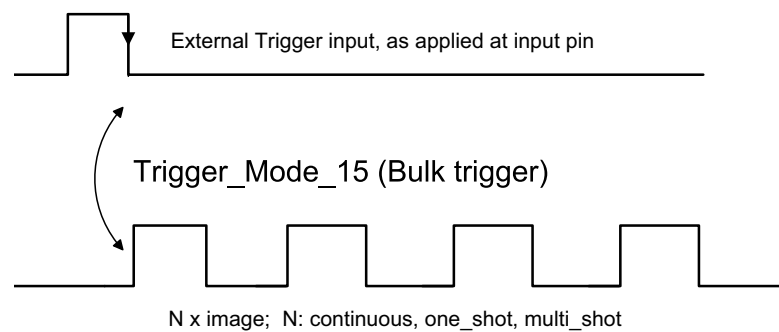 External Trigger input, as applied at input pin
Trigger_Mode_15 (Bulk trigger)
N x image; N: continuous, one_shot, multi_shot